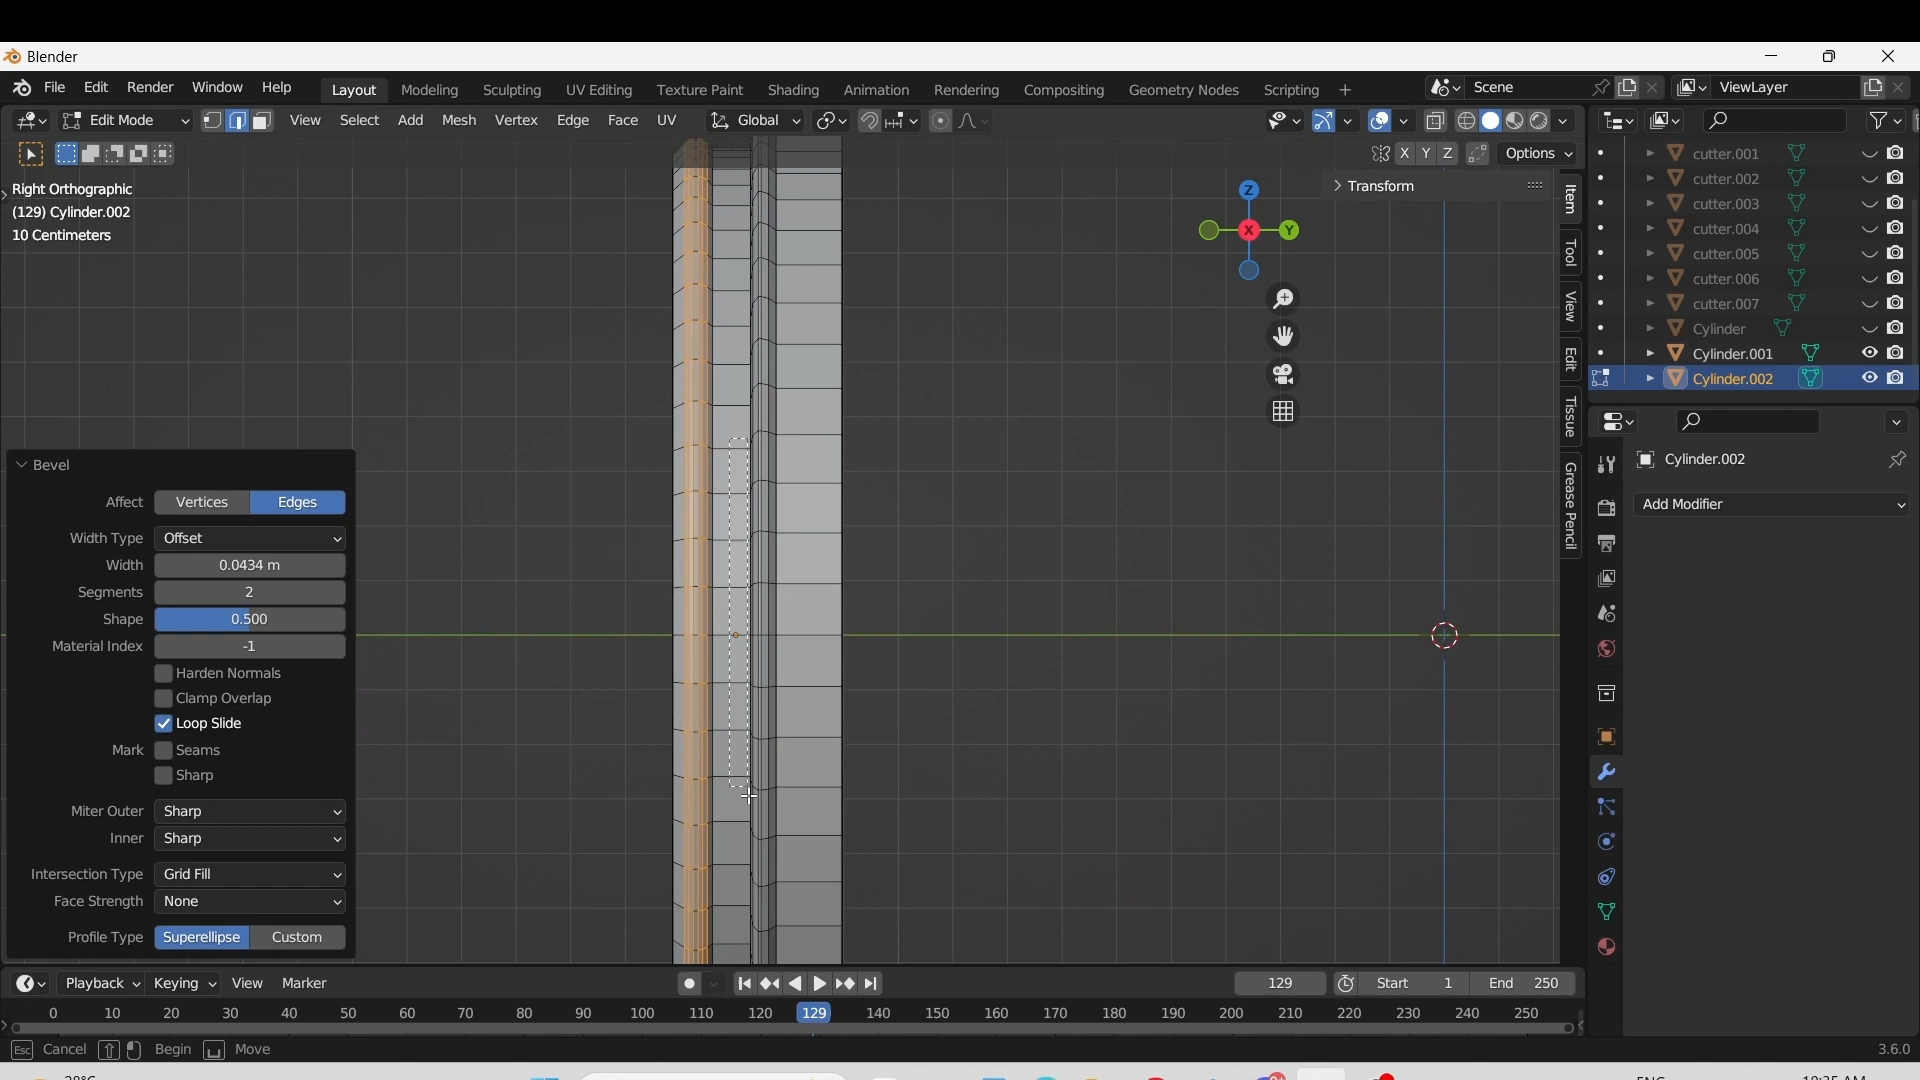 Blender
File Edit Render Window Help Layout Modeling Sculpting UV Editing Texture Paint Shading Animation Rendering Compositing Geometry Nodes Scripting + Scene ViewLayer
Edit Mode View Select Add Mesh Vertex Edge Face UV Global
X Y Z Options
Right Orthographic
(129) Cylinder.002
10 Centimeters
Transform
Z
X
Y
Item
Tool
View
Edit
Tissue
Grease Pencil
cutter.001
cutter.002
cutter.003
cutter.004
cutter.005
cutter.006
cutter.007
Cylinder
Cylinder.001
Cylinder.002
Cylinder.002
Add Modifier
Bevel
Affect Vertices Edges
Width Type Offset
Width 0.0434 m
Segments 2
Shape 0.500
Material Index -1
Harden Normals
Clamp Overlap
Loop Slide
Mark Seams
Sharp
Miter Outer Sharp
Inner Sharp
Intersection Type Grid Fill
Face Strength None
Profile Type Superellipse Custom
Playback Keying View Marker 129 Start 1 End 250
0 10 20 30 40 50 60 70 80 90 100 110 120 129 140 150 160 170 180 190 200 210 220 230 240 250
Esc Cancel Begin Move 3.6.0